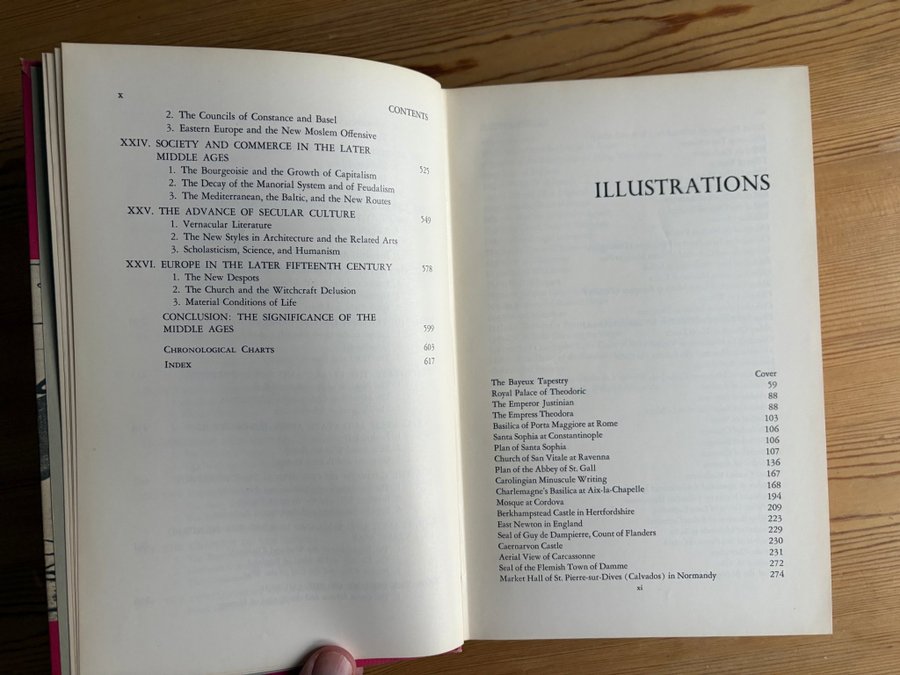 x
CONTENTS
2. The Councils of Constance and Basel
3. Eastern Europe and the New Moslem Offensive
XXIV. SOCIETY AND COMMERCE IN THE LATER
MIDDLE AGES 525
1. The Bourgeoisie and the Growth of Capitalism
2. The Decay of the Manorial System and of Feudalism
3. The Mediterranean, the Baltic, and the New Routes
XXV. THE ADVANCE OF SECULAR CULTURE 549
1. Vernacular Literature
2. The New Styles in Architecture and the Related Arts
3. Scholasticism, Science, and Humanism
XXVI. EUROPE IN THE LATER FIFTEENTH CENTURY 578
1. The New Despots
2. The Church and the Witchcraft Delusion
3. Material Conditions of Life
CONCLUSION: THE SIGNIFICANCE OF THE
MIDDLE AGES 599
CHRONOLOGICAL CHARTS 603
INDEX 617
ILLUSTRATIONS
The Bayeux Tapestry Cover
Royal Palace of Theodoric 59
The Emperor Justinian 88
The Empress Theodora 88
Basilica of Porta Maggiore at Rome 103
Santa Sophia at Constantinople 106
Plan of Santa Sophia 106
Church of San Vitale at Ravenna 107
Plan of the Abbey of St. Gall 136
Carolingian Minuscule Writing 167
Charlemagne's Basilica at Aix-la-Chapelle 168
Mosque at Cordova 194
Berkhampstead Castle in Hertfordshire 209
East Newton in England 223
Seal of Guy de Dampierre, Count of Flanders 229
Caernarvon Castle 230
Aerial View of Carcassonne 231
Seal of the Flemish Town of Damme 272
Market Hall of St. Pierre-sur-Dives (Calvados) in Normandy 274
xi